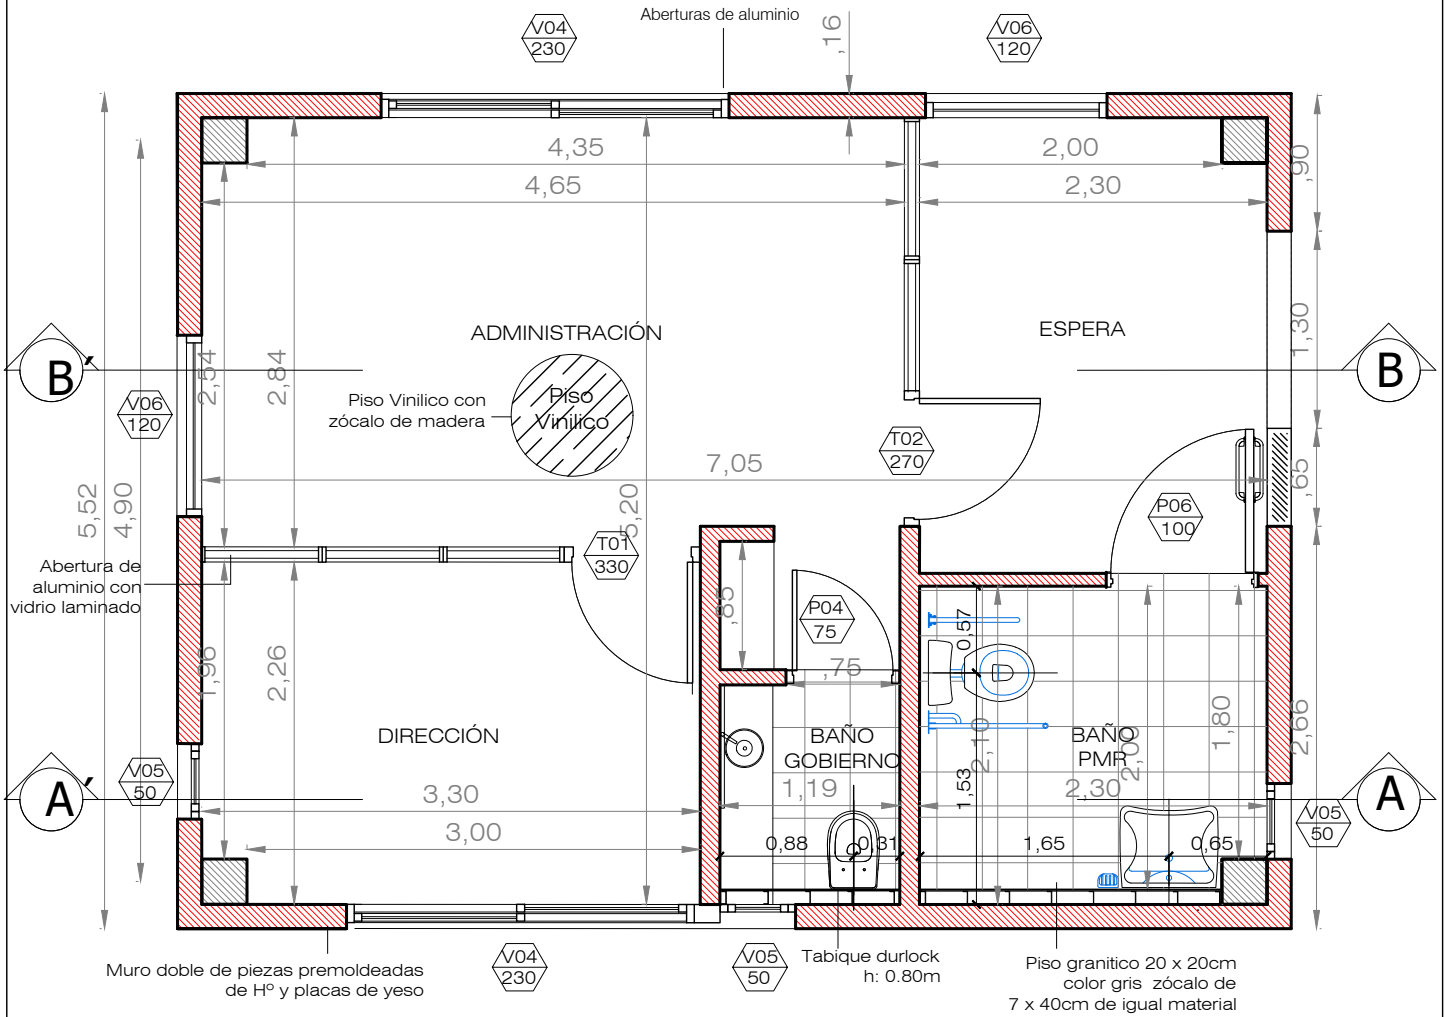 Aberturas de aluminio
V04
230
V06
120
,16
4,35
2,00
4,65
2,30
,90
ADMINISTRACIÓN
ESPERA
1,30
B´
B
2,54
2,84
V06
120
Piso Vinilico con
zócalo de madera
Piso
Vinilico
T02
270
7,05
,65
5,52
4,90
5,20
P06
100
T01
330
Abertura de
aluminio con
vidrio laminado
,85
P04
75
0,57
,75
1,96
2,26
DIRECCIÓN
BAÑO
GOBIERNO
2,10
BAÑO
PMR
2,00
1,80
2,66
V05
50
A´
A
3,30
1,19
1,53
2,30
V05
50
3,00
0,88
0,31
1,65
0,65
Muro doble de piezas premoldeadas
de Hº y placas de yeso
V04
230
V05
50
Tabique durlock
h: 0.80m
Piso granitico 20 x 20cm
color gris zócalo de
7 x 40cm de igual material